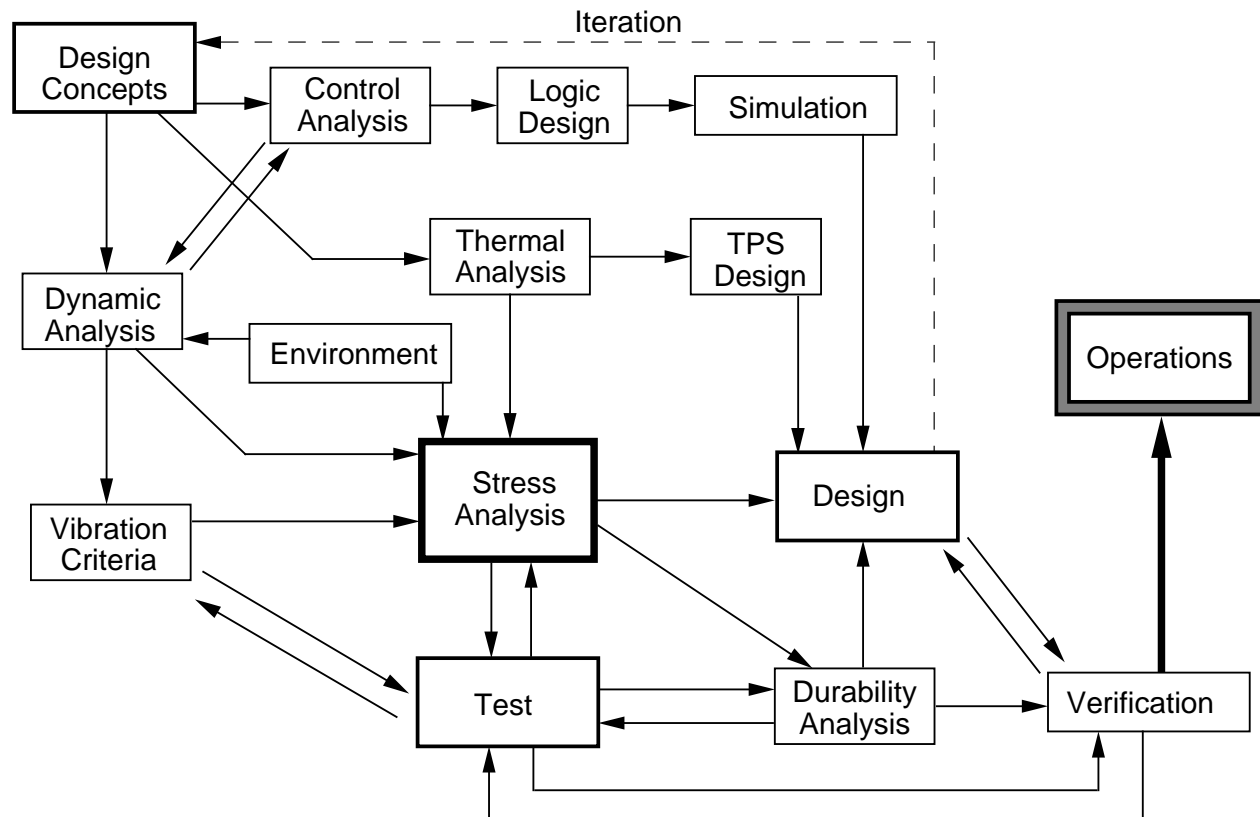 Iteration
Design
Concepts
Control
Analysis
Logic
Design
Simulation
Thermal
Analysis
TPS
Design
Dynamic
Analysis
Environment
Operations
Stress
Analysis
Design
Vibration
Criteria
Test
Durability
Analysis
Verification